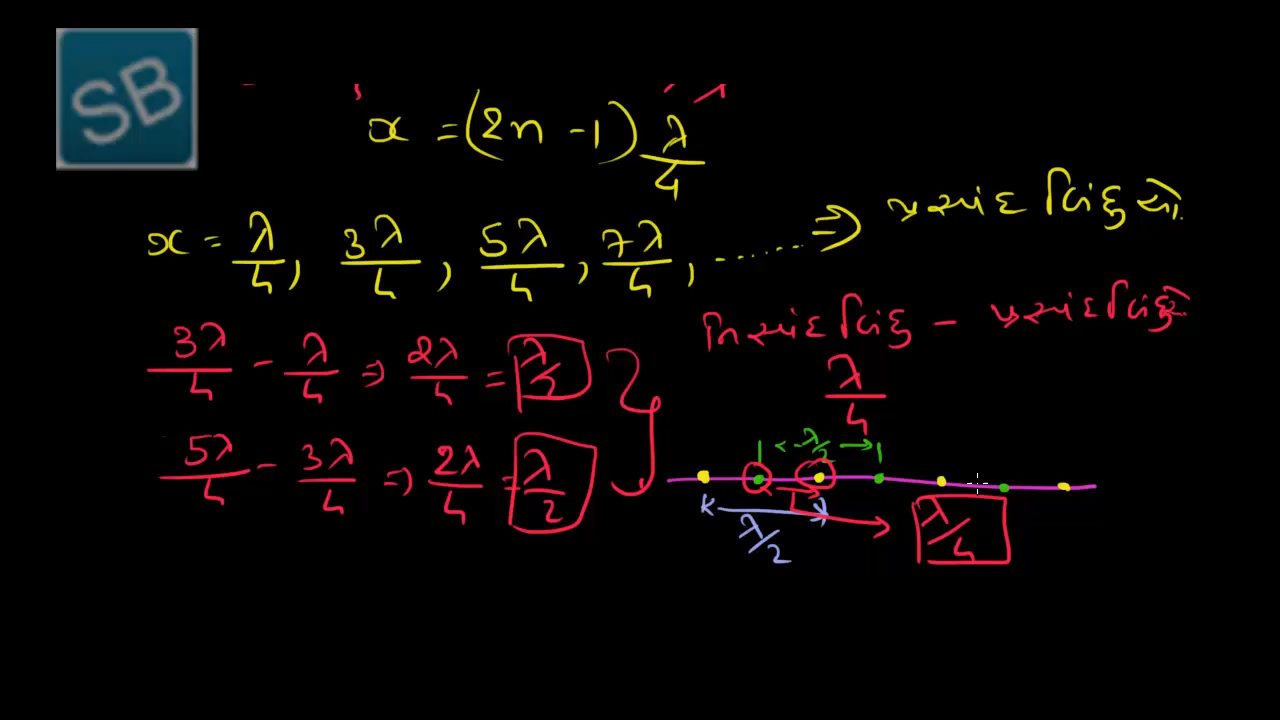 SB
x = (2n - 1) λ/4
x = λ/4, 3λ/4, 5λ/4, 7λ/4, ...... ⇒ પ્રસ્પંદ બિંદુઓ
નિસ્પંદ બિંદુ - પ્રસ્પંદ બિંદુઓ
λ/4
3λ/4 - λ/4 ⇒ 2λ/4 = λ/2
5λ/4 - 3λ/4 ⇒ 2λ/4 = λ/2
λ/2
λ/2
λ/4